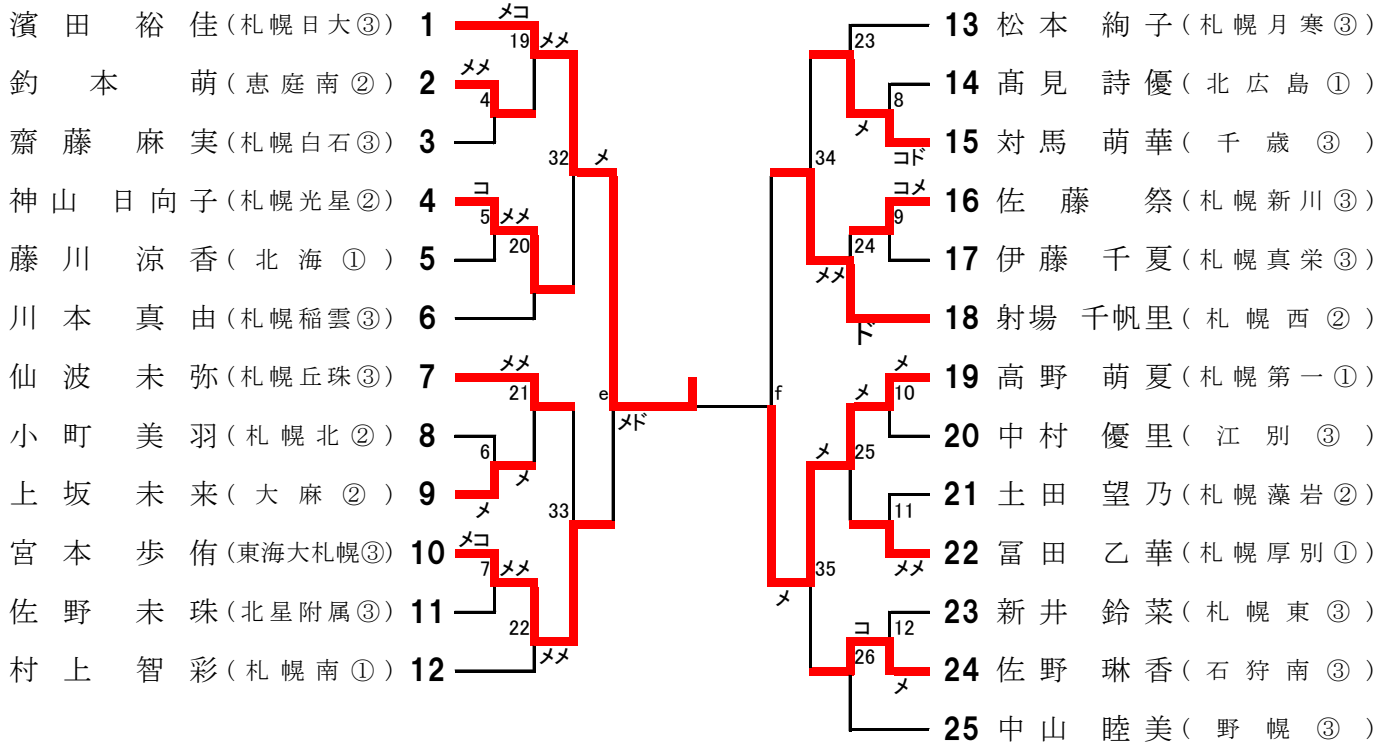 濱田 裕佳(札幌日大③) 1
釣本 萌(恵庭南②) 2
齋藤 麻実(札幌白石③) 3
神山 日向子(札幌光星②) 4
藤川 涼香(北海①) 5
川本 真由(札幌稲雲③) 6
仙波 未弥(札幌丘珠③) 7
小町 美羽(札幌北②) 8
上坂 未来(大麻②) 9
宮本 歩侑(東海大札幌③) 10
佐野 未珠(北星附属③) 11
村上 智彩(札幌南①) 12
メコ
19 メメ
メメ
4
32 メ
コ
5 メメ
20
メメ
21
e
メド
6
メ
メ
33
メコ
7 メメ
22
メメ
23
8
メ
コド
34
コメ
9
24
メメ
ド
f
メ
メ 10
メ 25
11
メメ
35
メ
12
コ
26
メ
13 松本 絢子(札幌月寒③)
14 髙見 詩優(北広島①)
15 対馬 萌華(千歳③)
16 佐藤 祭(札幌新川③)
17 伊藤 千夏(札幌真栄③)
18 射場 千帆里(札幌西②)
19 高野 萌夏(札幌第一①)
20 中村 優里(江別③)
21 土田 望乃(札幌藻岩②)
22 冨田 乙華(札幌厚別①)
23 新井 鈴菜(札幌東③)
24 佐野 琳香(石狩南③)
25 中山 睦美(野幌③)